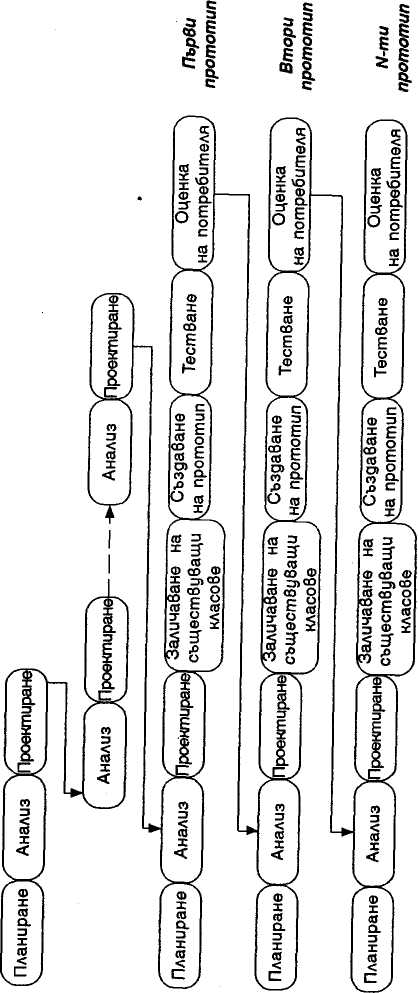 Планиране
Анализ
Проектиране
Анализ
Проектиране
Анализ
Проектиране
Планиране
Анализ
Проектиране
Заличаване на
съществуващи
класове
Създаване
на прототип
Тестване
Оценка
на потребителя
Първи
прототип
Планиране
Анализ
Проектиране
Заличаване на
съществуващи
класове
Създаване
на прототип
Тестване
Оценка
на потребителя
Втори
прототип
Планиране
Анализ
Проектиране
Заличаване на
съществуващи
класове
Създаване
на прототип
Тестване
Оценка
на потребителя
N-ти
прототип